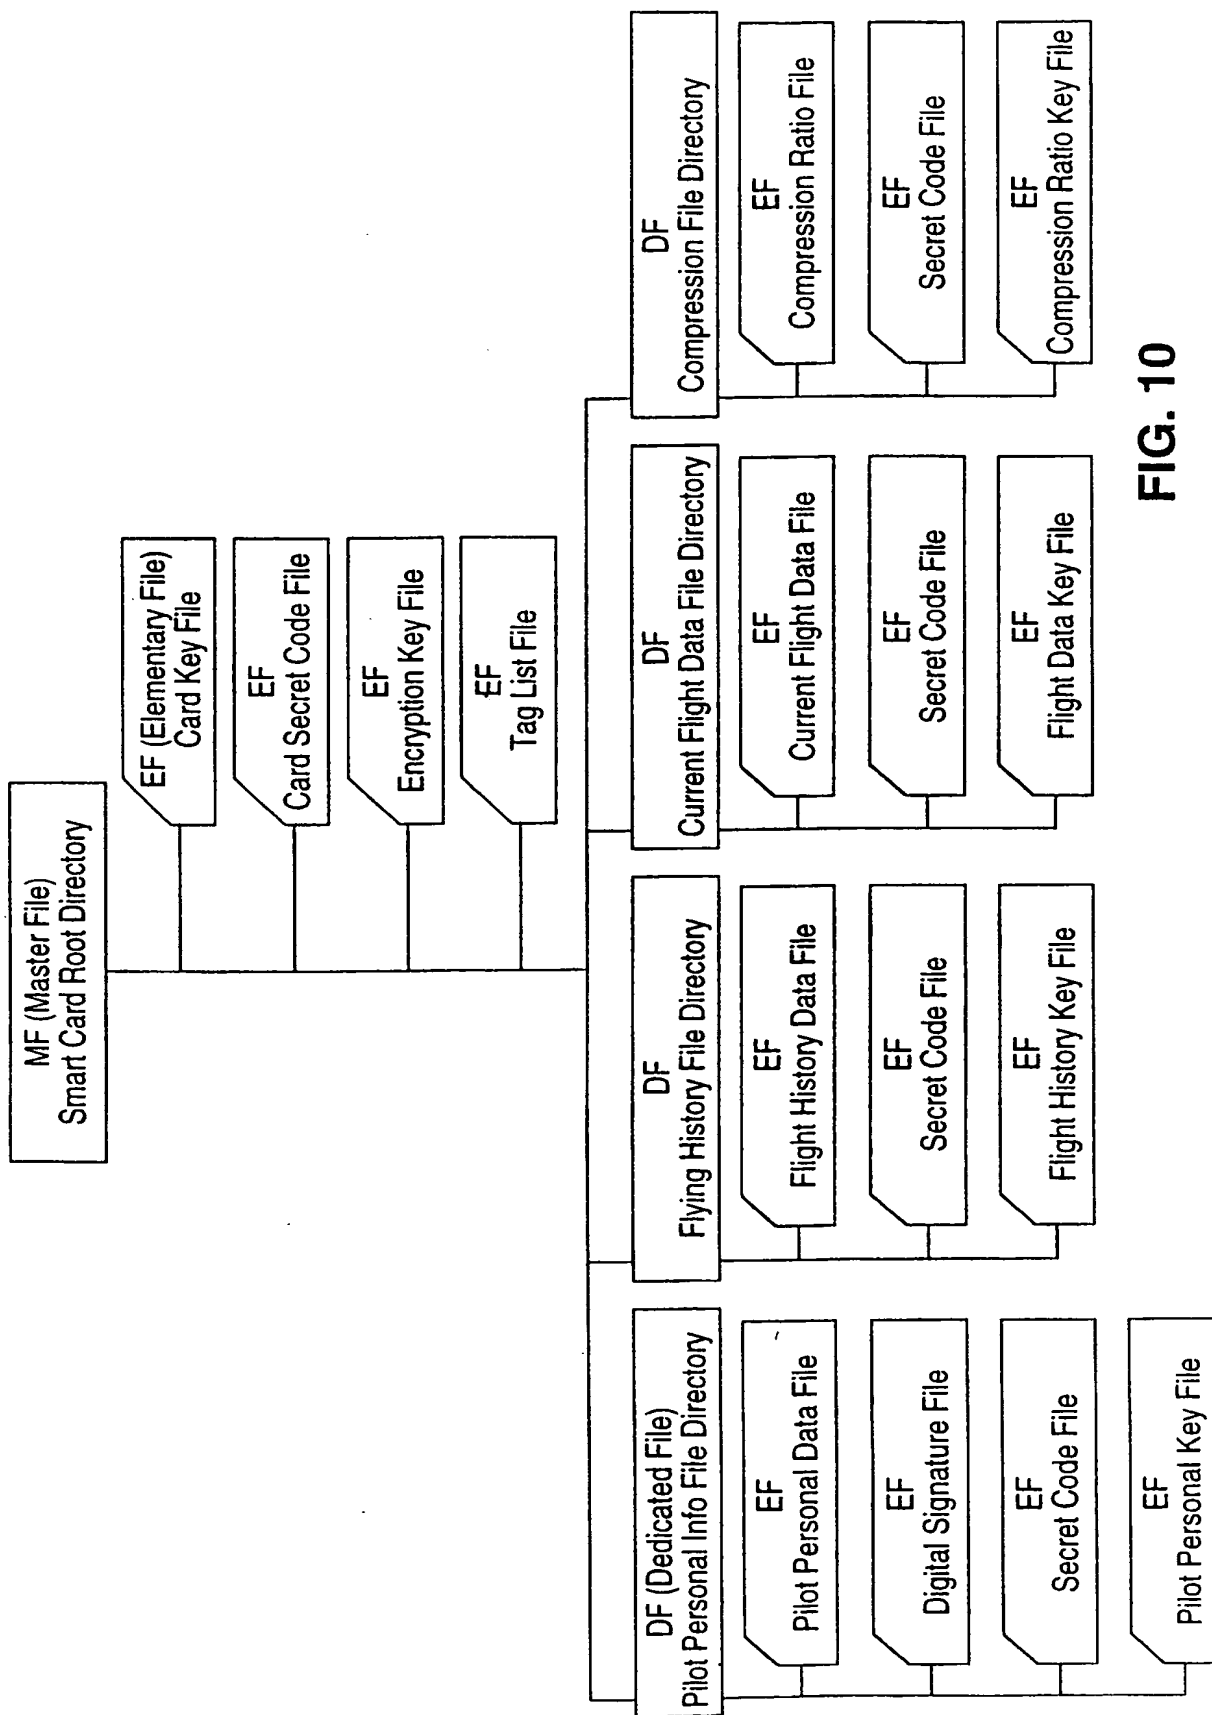 MF (Master File)
Smart Card Root Directory
EF (Elementary File)
Card Key File
EF
Card Secret Code File
EF
Encryption Key File
EF
Tag List File
DF (Dedicated File)
Pilot Personal Info File Directory
EF
Pilot Personal Data File
EF
Digital Signature File
EF
Secret Code File
EF
Pilot Personal Key File
DF
Flying History File Directory
EF
Flight History Data File
EF
Secret Code File
EF
Flight History Key File
DF
Current Flight Data File Directory
EF
Current Flight Data File
EF
Secret Code File
EF
Flight Data Key File
DF
Compression File Directory
EF
Compression Ratio File
EF
Secret Code File
EF
Compression Ratio Key File
FIG. 10